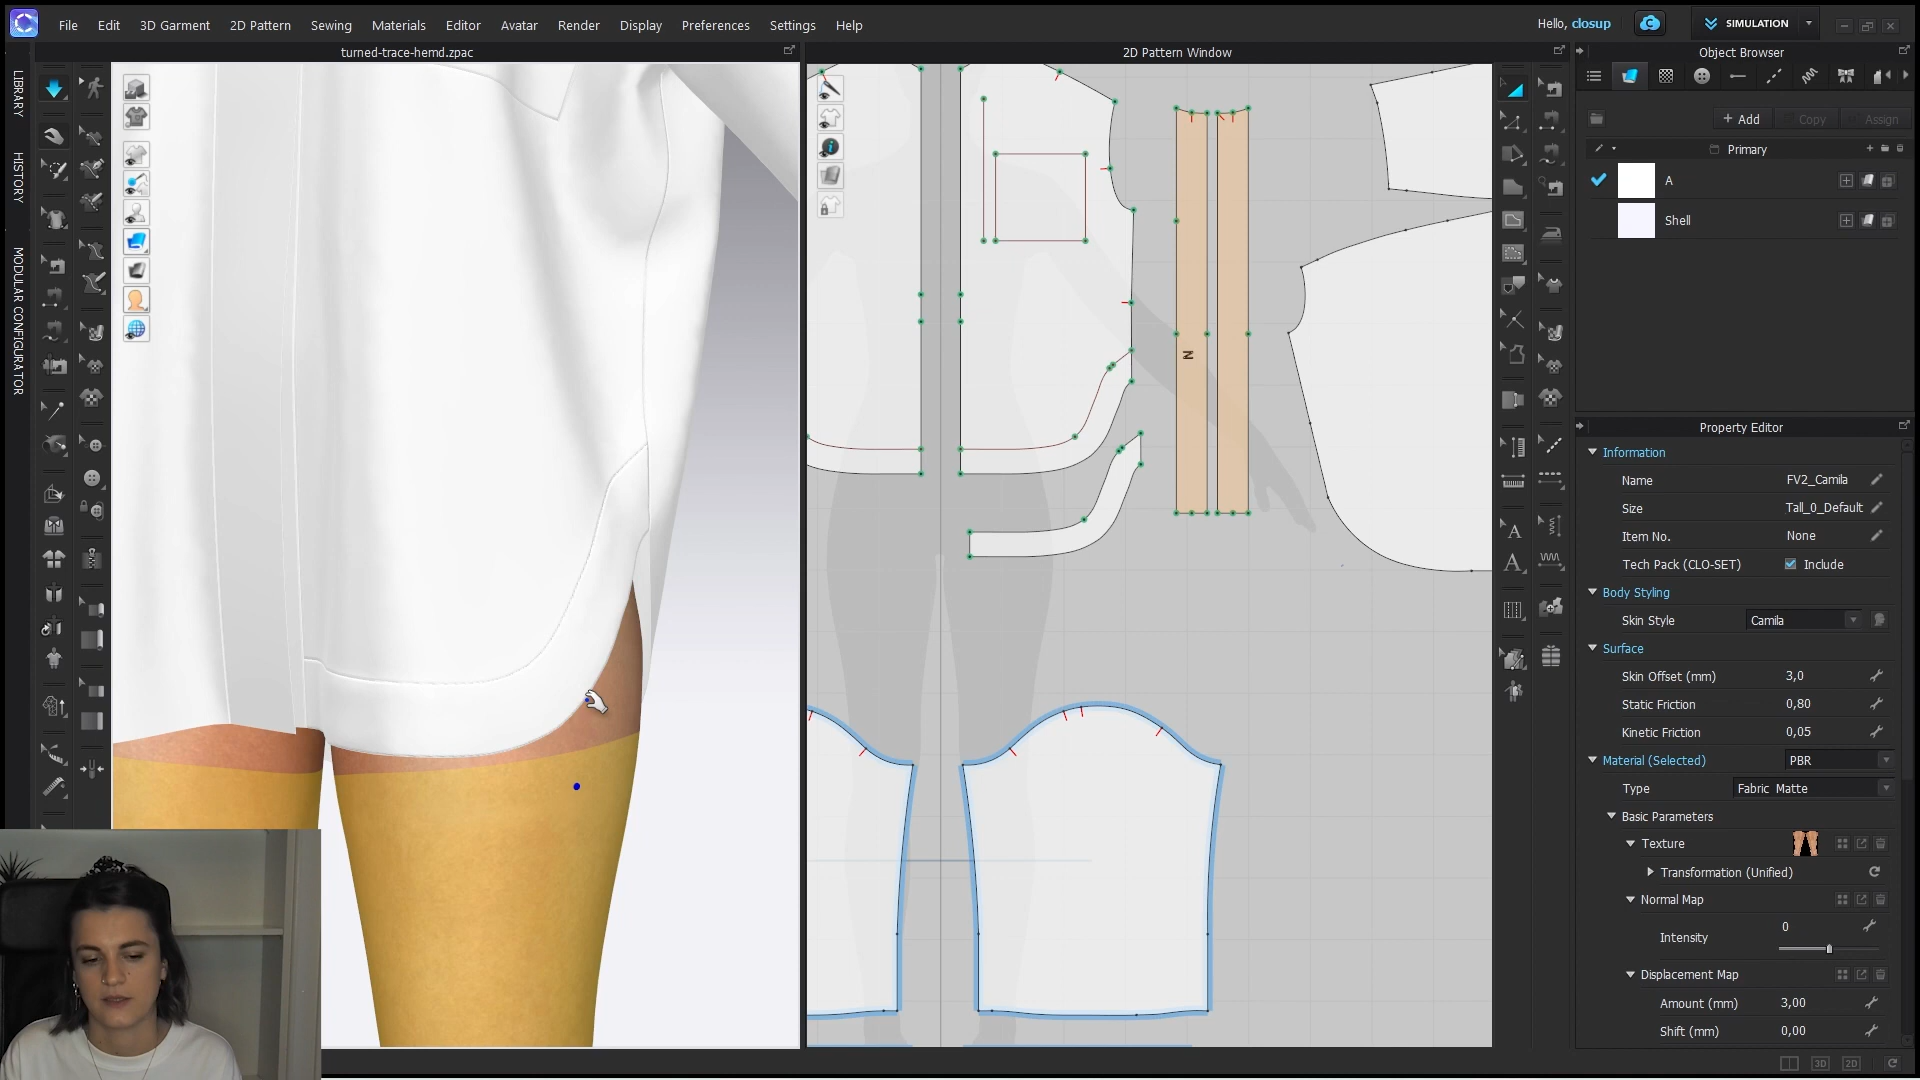 File Edit 3D Garment 2D Pattern Sewing Materials Editor Avatar Render Display Preferences Settings Help
Hello, closup
SIMULATION
turned-trace-hemd.zpac
2D Pattern Window
Object Browser
LIBRARY
HISTORY
MODULAR CONFIGURATOR
+ Add
Copy
Assign
Primary
A
Shell
Property Editor
Information
Name FV2_Camila
Size Tall_0_Default
Item No. None
Tech Pack (CLO-SET) Include
Body Styling
Skin Style Camila
Surface
Skin Offset (mm) 3,0
Static Friction 0,80
Kinetic Friction 0,05
Material (Selected) PBR
Type Fabric_Matte
Basic Parameters
Texture
Transformation (Unified)
Normal Map
Intensity 0
Displacement Map
Amount (mm) 3,00
Shift (mm) 0,00
N
A
A
3D
2D